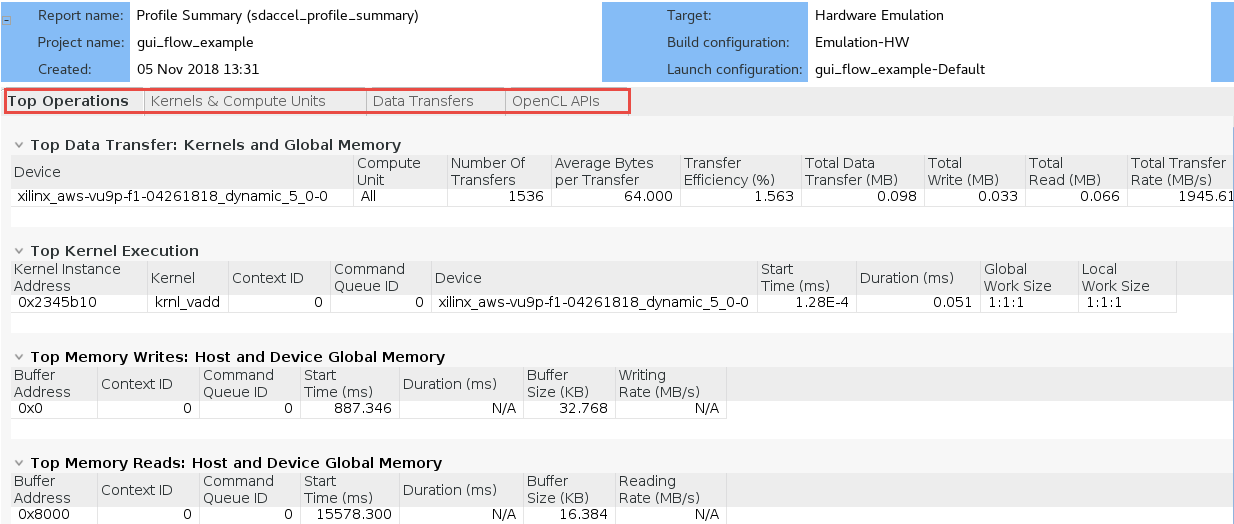 Report name: Profile Summary (sdaccel_profile_summary) Target: Hardware Emulation
Project name: gui_flow_example Build configuration: Emulation-HW
Created: 05 Nov 2018 13:31 Launch configuration: gui_flow_example-Default
Top Operations Kernels & Compute Units Data Transfers OpenCL APIs
Top Data Transfer: Kernels and Global Memory
Device Compute Unit Number Of Transfers Average Bytes per Transfer Transfer Efficiency (%) Total Data Transfer (MB) Total Write (MB) Total Read (MB) Total Transfer Rate (MB/s)
xilinx_aws-vu9p-f1-04261818_dynamic_5_0-0 All 1536 64.000 1.563 0.098 0.033 0.066 1945.61
Top Kernel Execution
Kernel Instance Address Kernel Context ID Command Queue ID Device Start Time (ms) Duration (ms) Global Work Size Local Work Size
0x2345b10 krnl_vadd 0 0 xilinx_aws-vu9p-f1-04261818_dynamic_5_0-0 1.28E-4 0.051 1:1:1 1:1:1
Top Memory Writes: Host and Device Global Memory
Buffer Address Context ID Command Queue ID Start Time (ms) Duration (ms) Buffer Size (KB) Writing Rate (MB/s)
0x0 0 0 887.346 N/A 32.768 N/A
Top Memory Reads: Host and Device Global Memory
Buffer Address Context ID Command Queue ID Start Time (ms) Duration (ms) Buffer Size (KB) Reading Rate (MB/s)
0x8000 0 0 15578.300 N/A 16.384 N/A